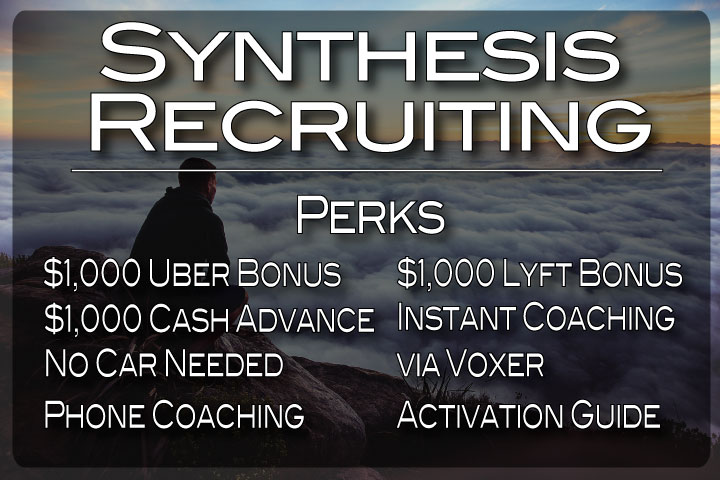 Synthesis
Recruiting
Perks
$1,000 Uber Bonus
$1,000 Cash Advance
No Car Needed
Phone Coaching
$1,000 Lyft Bonus
Instant Coaching
via Voxer
Activation Guide